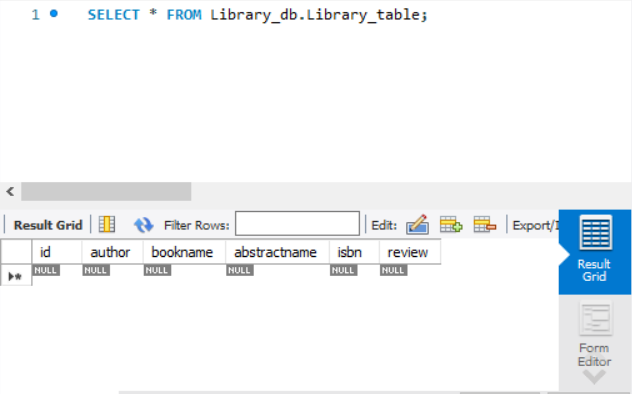 1 SELECT * FROM Library_db.Library_table;
Result Grid Filter Rows: Edit: Export/I
id author bookname abstractname isbn review
NULL NULL NULL NULL NULL NULL
Result
Grid
Form
Editor